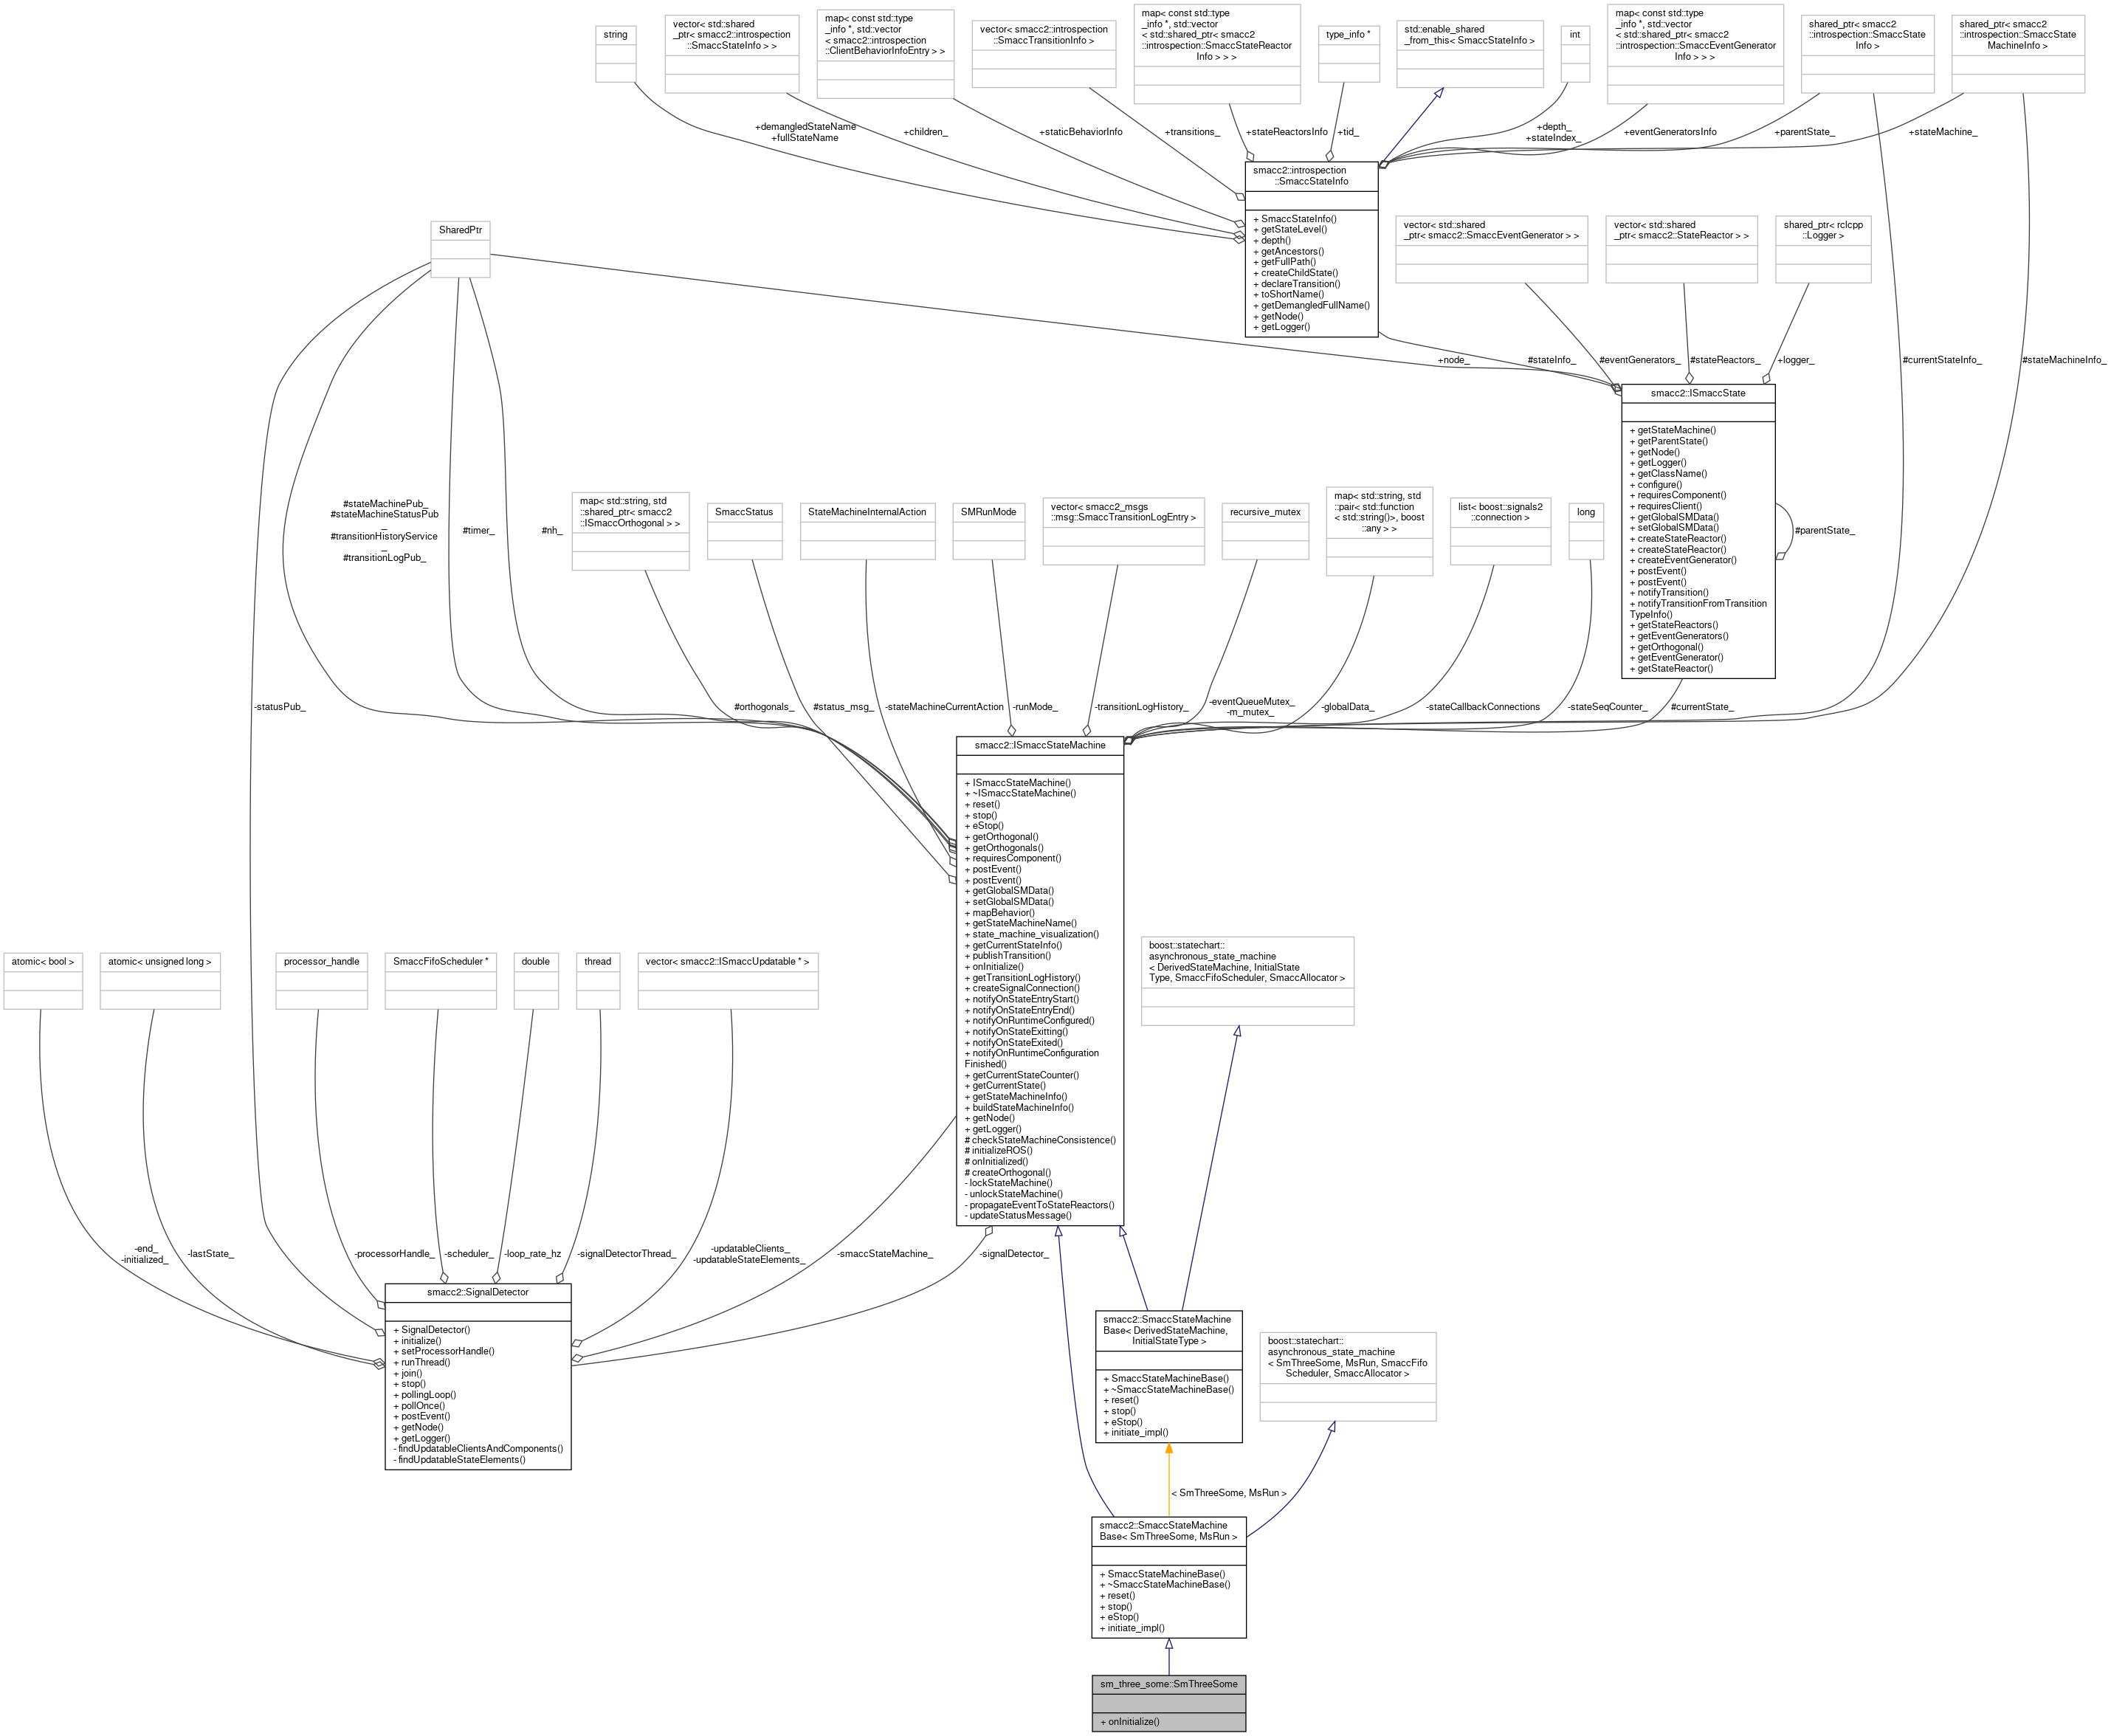 string
vector< std::shared
_ptr< smacc2::introspection
::SmaccStateInfo > >
map< const std::type
_info *, std::vector
< smacc2::introspection
::ClientBehaviorInfoEntry > >
vector< smacc2::introspection
::SmaccTransitionInfo >
map< const std::type
_info *, std::vector
< std::shared_ptr< smacc2
::introspection::SmaccStateReactor
Info > > >
type_info *
std::enable_shared
_from_this< SmaccStateInfo >
int
map< const std::type
_info *, std::vector
< std::shared_ptr< smacc2
::introspection::SmaccEventGenerator
Info > > >
shared_ptr< smacc2
::introspection::SmaccState
Info >
shared_ptr< smacc2
::introspection::SmaccState
MachineInfo >
+demangledStateName
+fullStateName
+children_
+staticBehaviorInfo
+transitions_
+stateReactorsInfo
+tid_
+depth_
+stateIndex_
+eventGeneratorsInfo
+parentState_
+stateMachine_
smacc2::introspection
::SmaccStateInfo
+ SmaccStateInfo()
+ getStateLevel()
+ depth()
+ getAncestors()
+ getFullPath()
+ createChildState()
+ declareTransition()
+ toShortName()
+ getDemangledFullName()
+ getNode()
+ getLogger()
SharedPtr
vector< std::shared
_ptr< smacc2::SmaccEventGenerator > >
vector< std::shared
_ptr< smacc2::StateReactor > >
shared_ptr< rclcpp
::Logger >
+node_
#stateInfo_
#eventGenerators_
#stateReactors_
+logger_
#currentStateInfo_
#stateMachineInfo_
smacc2::ISmaccState
+ getStateMachine()
+ getParentState()
+ getNode()
+ getLogger()
+ getClassName()
+ configure()
+ requiresComponent()
+ requiresClient()
+ getGlobalSMData()
+ setGlobalSMData()
+ createStateReactor()
+ createStateReactor()
+ createEventGenerator()
+ postEvent()
+ postEvent()
+ notifyTransition()
+ notifyTransitionFromTransition
TypeInfo()
+ getStateReactors()
+ getEventGenerators()
+ getOrthogonal()
+ getEventGenerator()
+ getStateReactor()
#parentState_
#stateMachinePub_
#stateMachineStatusPub
_
#transitionHistoryService
_
#transitionLogPub_
#timer_
#nh_
map< std::string, std
::shared_ptr< smacc2
::ISmaccOrthogonal > >
SmaccStatus
StateMachineInternalAction
SMRunMode
vector< smacc2_msgs
::msg::SmaccTransitionLogEntry >
recursive_mutex
map< std::string, std
::pair< std::function
< std::string()>, boost
::any > >
list< boost::signals2
::connection >
long
-statusPub_
#orthogonals_
#status_msg_
-stateMachineCurrentAction
-runMode_
-transitionLogHistory_
-eventQueueMutex_
-m_mutex_
-globalData_
-stateCallbackConnections
-stateSeqCounter_
#currentState_
smacc2::ISmaccStateMachine
+ ISmaccStateMachine()
+ ~ISmaccStateMachine()
+ reset()
+ stop()
+ eStop()
+ getOrthogonal()
+ getOrthogonals()
+ requiresComponent()
+ postEvent()
+ postEvent()
+ getGlobalSMData()
+ setGlobalSMData()
+ mapBehavior()
+ getStateMachineName()
+ state_machine_visualization()
+ getCurrentStateInfo()
+ publishTransition()
+ onInitialize()
+ getTransitionLogHistory()
+ createSignalConnection()
+ notifyOnStateEntryStart()
+ notifyOnStateEntryEnd()
+ notifyOnRuntimeConfigured()
+ notifyOnStateExitting()
+ notifyOnStateExited()
+ notifyOnRuntimeConfiguration
Finished()
+ getCurrentStateCounter()
+ getCurrentState()
+ getStateMachineInfo()
+ buildStateMachineInfo()
+ getNode()
+ getLogger()
# checkStateMachineConsistence()
# initializeROS()
# onInitialized()
# createOrthogonal()
- lockStateMachine()
- unlockStateMachine()
- propagateEventToStateReactors()
- updateStatusMessage()
atomic< bool >
atomic< unsigned long >
processor_handle
SmaccFifoScheduler *
double
thread
vector< smacc2::ISmaccUpdatable * >
boost::statechart::
asynchronous_state_machine
< DerivedStateMachine, InitialState
Type, SmaccFifoScheduler, SmaccAllocator >
-end_
-initialized_
-lastState_
-processorHandle_
-scheduler_
-loop_rate_hz
-signalDetectorThread_
-updatableClients_
-updatableStateElements_
-smaccStateMachine_
-signalDetector_
smacc2::SignalDetector
+ SignalDetector()
+ initialize()
+ setProcessorHandle()
+ runThread()
+ join()
+ stop()
+ pollingLoop()
+ pollOnce()
+ postEvent()
+ getNode()
+ getLogger()
- findUpdatableClientsAndComponents()
- findUpdatableStateElements()
smacc2::SmaccStateMachine
Base< DerivedStateMachine,
InitialStateType >
+ SmaccStateMachineBase()
+ ~SmaccStateMachineBase()
+ reset()
+ stop()
+ eStop()
+ initiate_impl()
boost::statechart::
asynchronous_state_machine
< SmThreeSome, MsRun, SmaccFifo
Scheduler, SmaccAllocator >
< SmThreeSome, MsRun >
smacc2::SmaccStateMachine
Base< SmThreeSome, MsRun >
+ SmaccStateMachineBase()
+ ~SmaccStateMachineBase()
+ reset()
+ stop()
+ eStop()
+ initiate_impl()
sm_three_some::SmThreeSome
+ onInitialize()